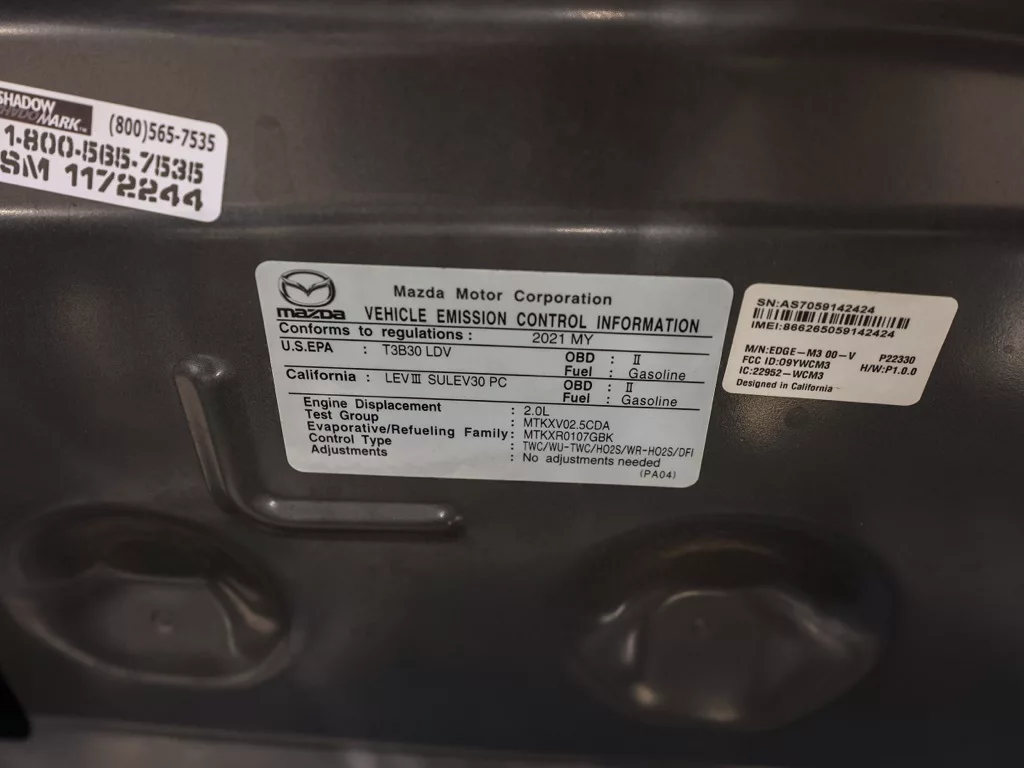 SHADOW
MARK
(800)565-7535
1-800-565-7535
SM 1172244
mazda
Mazda Motor Corporation
VEHICLE EMISSION CONTROL INFORMATION
Conforms to regulations : 2021 MY
U.S.EPA : T3B30 LDV OBD : II
Fuel : Gasoline
California : LEVIII SULEV30 PC OBD : II
Fuel : Gasoline
Engine Displacement : 2.0L
Test Group : MTKXV02.5CDA
Evaporative/Refueling Family : MTKXR0107GBK
Control Type : TWC/WU-TWC/HO2S/WR-HO2S/DFI
Adjustments : No adjustments needed
(PA04)
SN:AS7059142424
IMEI:866265059142424
M/N:EDGE-M3 00-V P22330
FCC ID:O9YWCM3 H/W:P1.0.0
IC:22952-WCM3
Designed in California